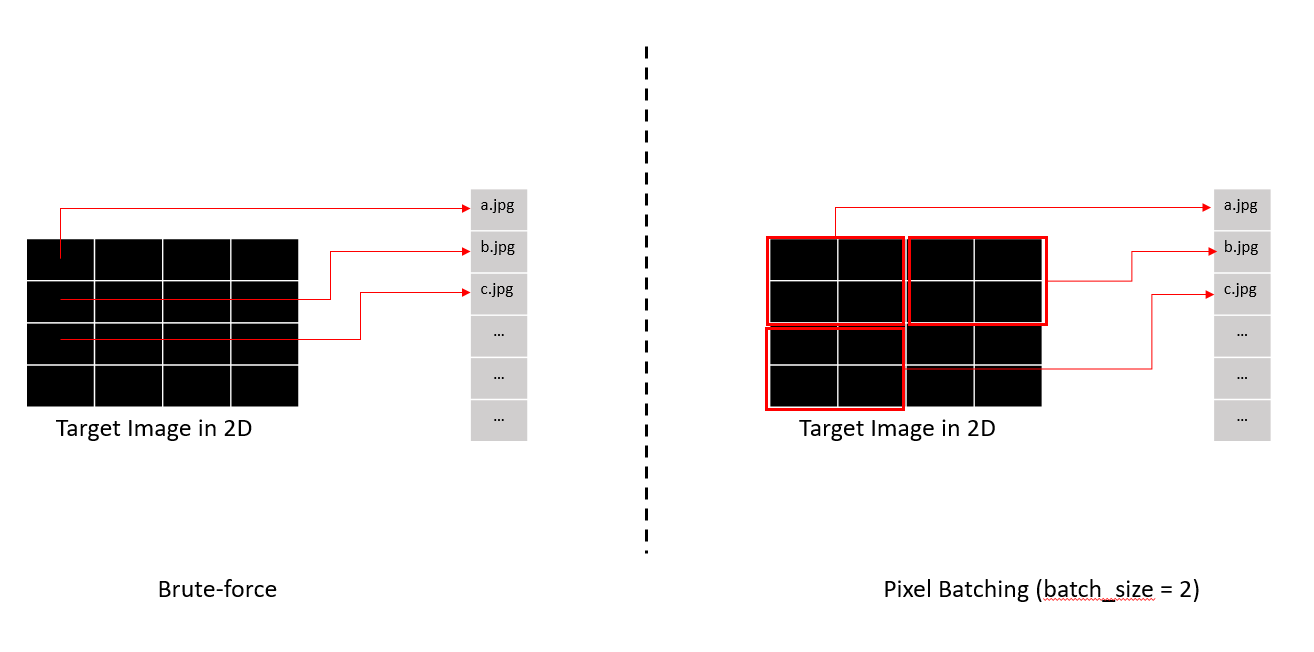 a.jpg
b.jpg
c.jpg
...
...
...
Target Image in 2D
Brute-force
a.jpg
b.jpg
c.jpg
...
...
...
Target Image in 2D
Pixel Batching (batch_size = 2)